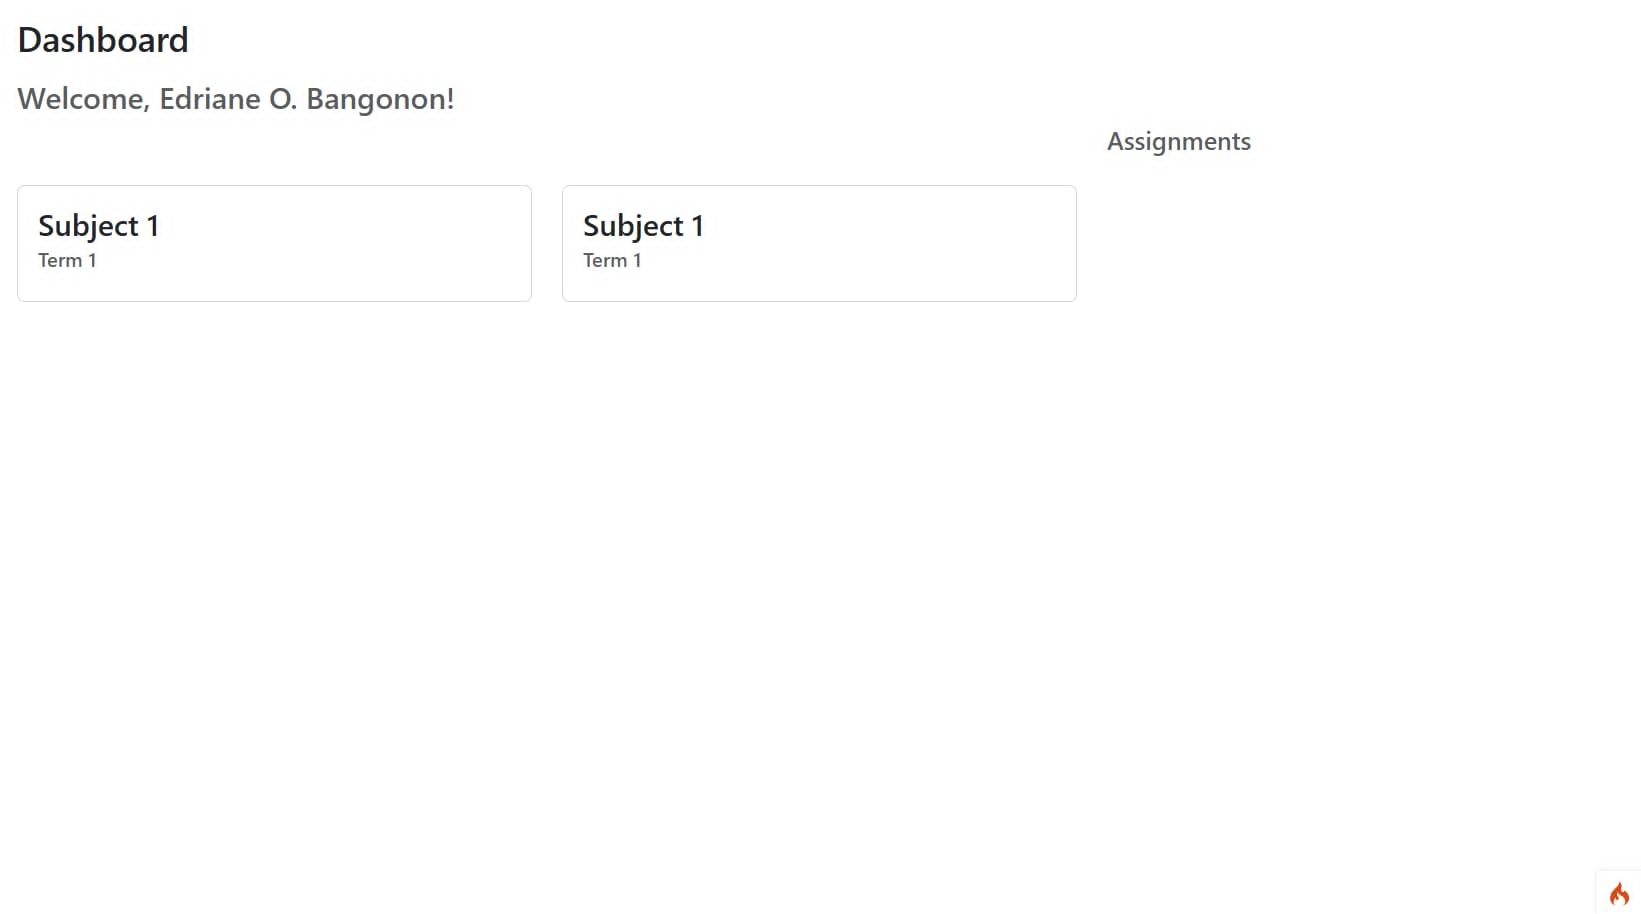 Dashboard
Welcome, Edriane O. Bangonon!
Assignments
Subject 1
Term 1
Subject 1
Term 1